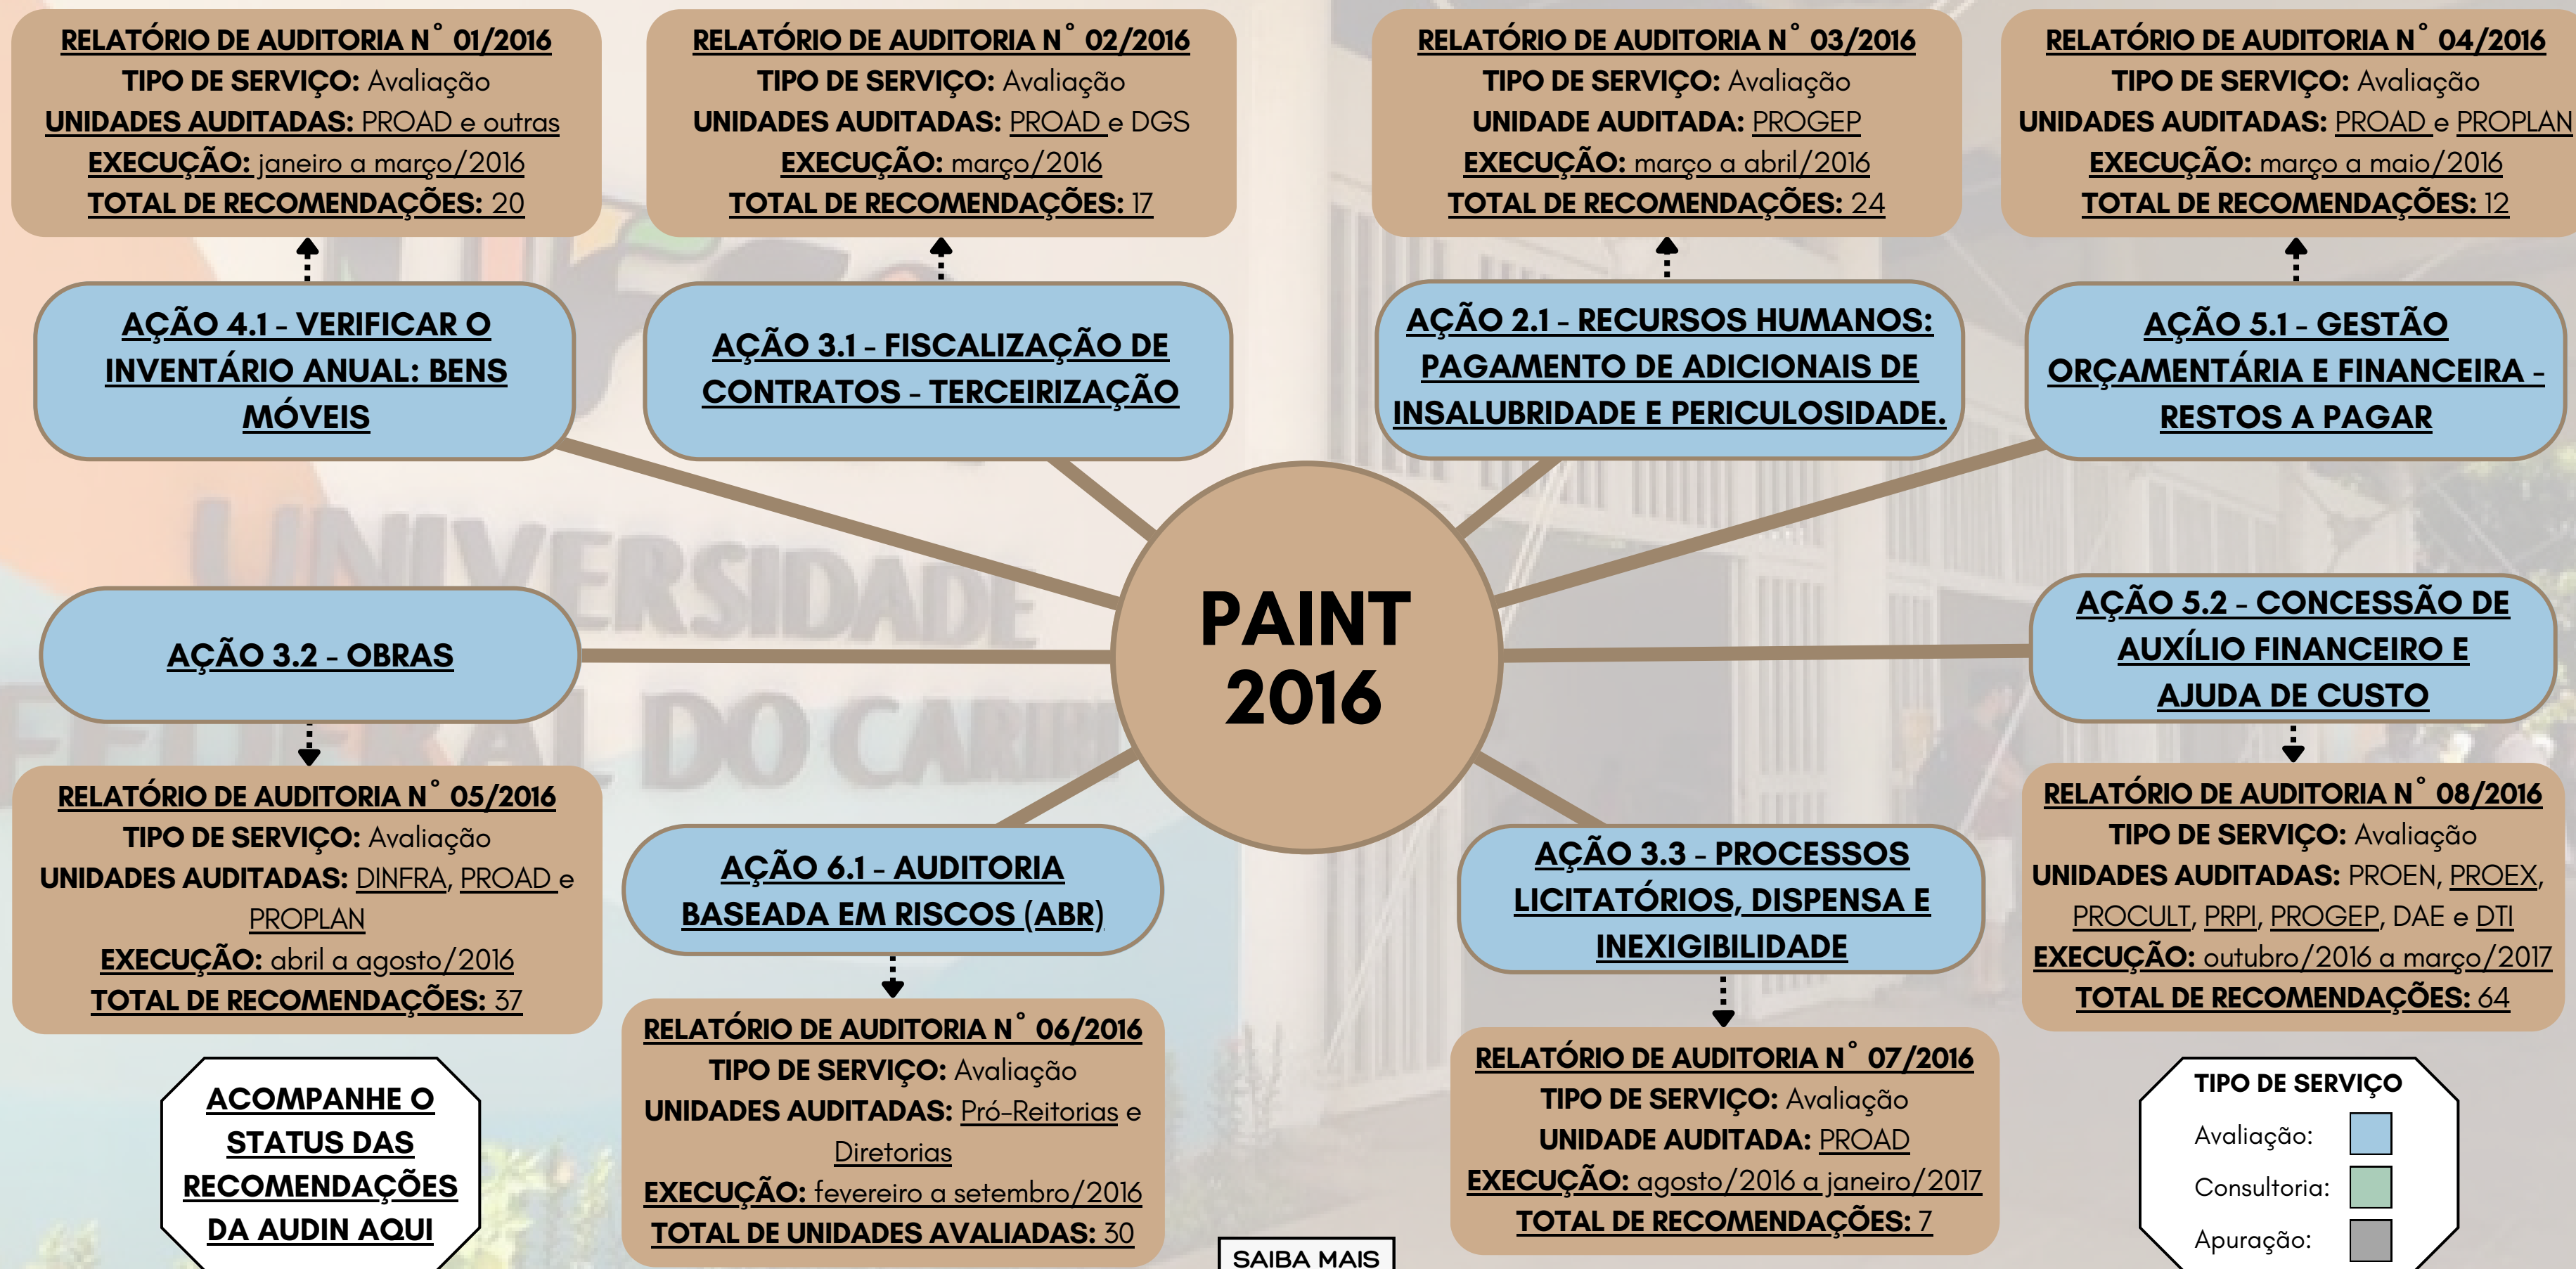 RELATÓRIO DE AUDITORIA N° 01/2016
TIPO DE SERVIÇO: Avaliação
UNIDADES AUDITADAS: PROAD e outras
EXECUÇÃO: janeiro a março/2016
TOTAL DE RECOMENDAÇÕES: 20
RELATÓRIO DE AUDITORIA N° 02/2016
TIPO DE SERVIÇO: Avaliação
UNIDADES AUDITADAS: PROAD e DGS
EXECUÇÃO: março/2016
TOTAL DE RECOMENDAÇÕES: 17
RELATÓRIO DE AUDITORIA N° 03/2016
TIPO DE SERVIÇO: Avaliação
UNIDADE AUDITADA: PROGEP
EXECUÇÃO: março a abril/2016
TOTAL DE RECOMENDAÇÕES: 24
RELATÓRIO DE AUDITORIA N° 04/2016
TIPO DE SERVIÇO: Avaliação
UNIDADES AUDITADAS: PROAD e PROPLAN
EXECUÇÃO: março a maio/2016
TOTAL DE RECOMENDAÇÕES: 12
AÇÃO 4.1 - VERIFICAR O
INVENTÁRIO ANUAL: BENS
MÓVEIS
AÇÃO 3.1 - FISCALIZAÇÃO DE
CONTRATOS - TERCEIRIZAÇÃO
AÇÃO 2.1 - RECURSOS HUMANOS:
PAGAMENTO DE ADICIONAIS DE
INSALUBRIDADE E PERICULOSIDADE.
AÇÃO 5.1 - GESTÃO
ORÇAMENTÁRIA E FINANCEIRA -
RESTOS A PAGAR
UNIVERSIDADE
FEDERAL DO CARIRI
PAINT
2016
AÇÃO 3.2 - OBRAS
AÇÃO 5.2 - CONCESSÃO DE
AUXÍLIO FINANCEIRO E
AJUDA DE CUSTO
RELATÓRIO DE AUDITORIA N° 05/2016
TIPO DE SERVIÇO: Avaliação
UNIDADES AUDITADAS: DINFRA, PROAD e
PROPLAN
EXECUÇÃO: abril a agosto/2016
TOTAL DE RECOMENDAÇÕES: 37
AÇÃO 6.1 - AUDITORIA
BASEADA EM RISCOS (ABR)
AÇÃO 3.3 - PROCESSOS
LICITATÓRIOS, DISPENSA E
INEXIGIBILIDADE
RELATÓRIO DE AUDITORIA N° 08/2016
TIPO DE SERVIÇO: Avaliação
UNIDADES AUDITADAS: PROEN, PROEX,
PROCULT, PRPI, PROGEP, DAE e DTI
EXECUÇÃO: outubro/2016 a março/2017
TOTAL DE RECOMENDAÇÕES: 64
RELATÓRIO DE AUDITORIA N° 06/2016
TIPO DE SERVIÇO: Avaliação
UNIDADES AUDITADAS: Pró-Reitorias e
Diretorias
EXECUÇÃO: fevereiro a setembro/2016
TOTAL DE UNIDADES AVALIADAS: 30
RELATÓRIO DE AUDITORIA N° 07/2016
TIPO DE SERVIÇO: Avaliação
UNIDADE AUDITADA: PROAD
EXECUÇÃO: agosto/2016 a janeiro/2017
TOTAL DE RECOMENDAÇÕES: 7
ACOMPANHE O
STATUS DAS
RECOMENDAÇÕES
DA AUDIN AQUI
SAIBA MAIS
TIPO DE SERVIÇO
Avaliação:
Consultoria:
Apuração: